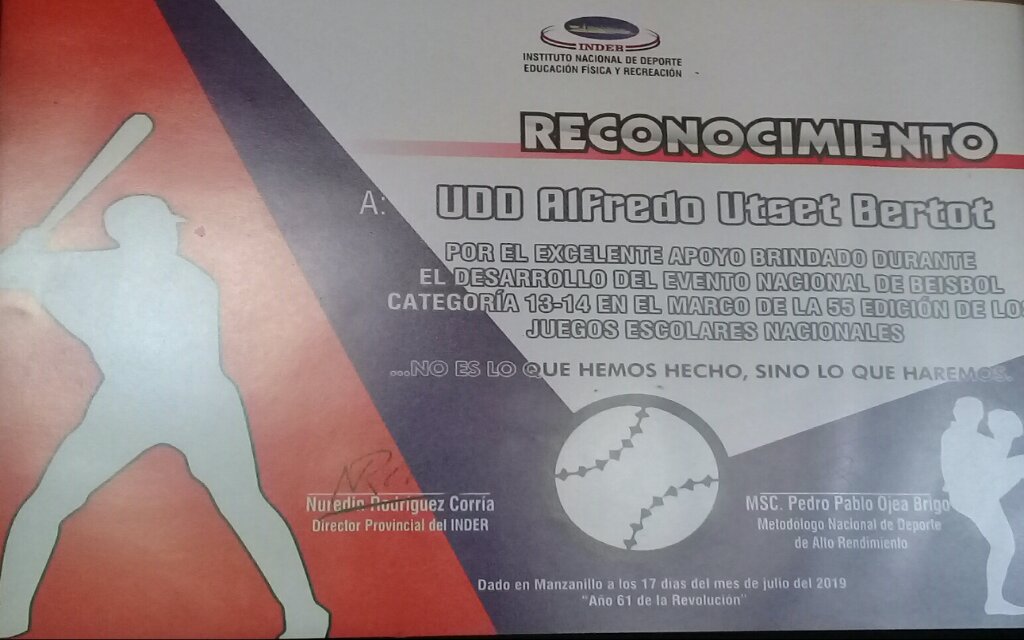 INDER
INSTITUTO NACIONAL DE DEPORTE
EDUCACIÓN FÍSICA Y RECREACIÓN
RECONOCIMIENTO
A:
UDD Alfredo Utset Bertot
POR EL EXCELENTE APOYO BRINDADO DURANTE
EL DESARROLLO DEL EVENTO NACIONAL DE BEISBOL
CATEGORÍA 13-14 EN EL MARCO DE LA 55 EDICIÓN DE LOS
JUEGOS ESCOLARES NACIONALES
...NO ES LO QUE HEMOS HECHO, SINO LO QUE HAREMOS.
Nuredin Rodriguez Corría
Director Provincial del INDER
MSC. Pedro Pablo Ojea Brigo
Metodologo Nacional de Deporte
de Alto Rendimiento
Dado en Manzanillo a los 17 dias del mes de julio del 2019
"Año 61 de la Revolución"